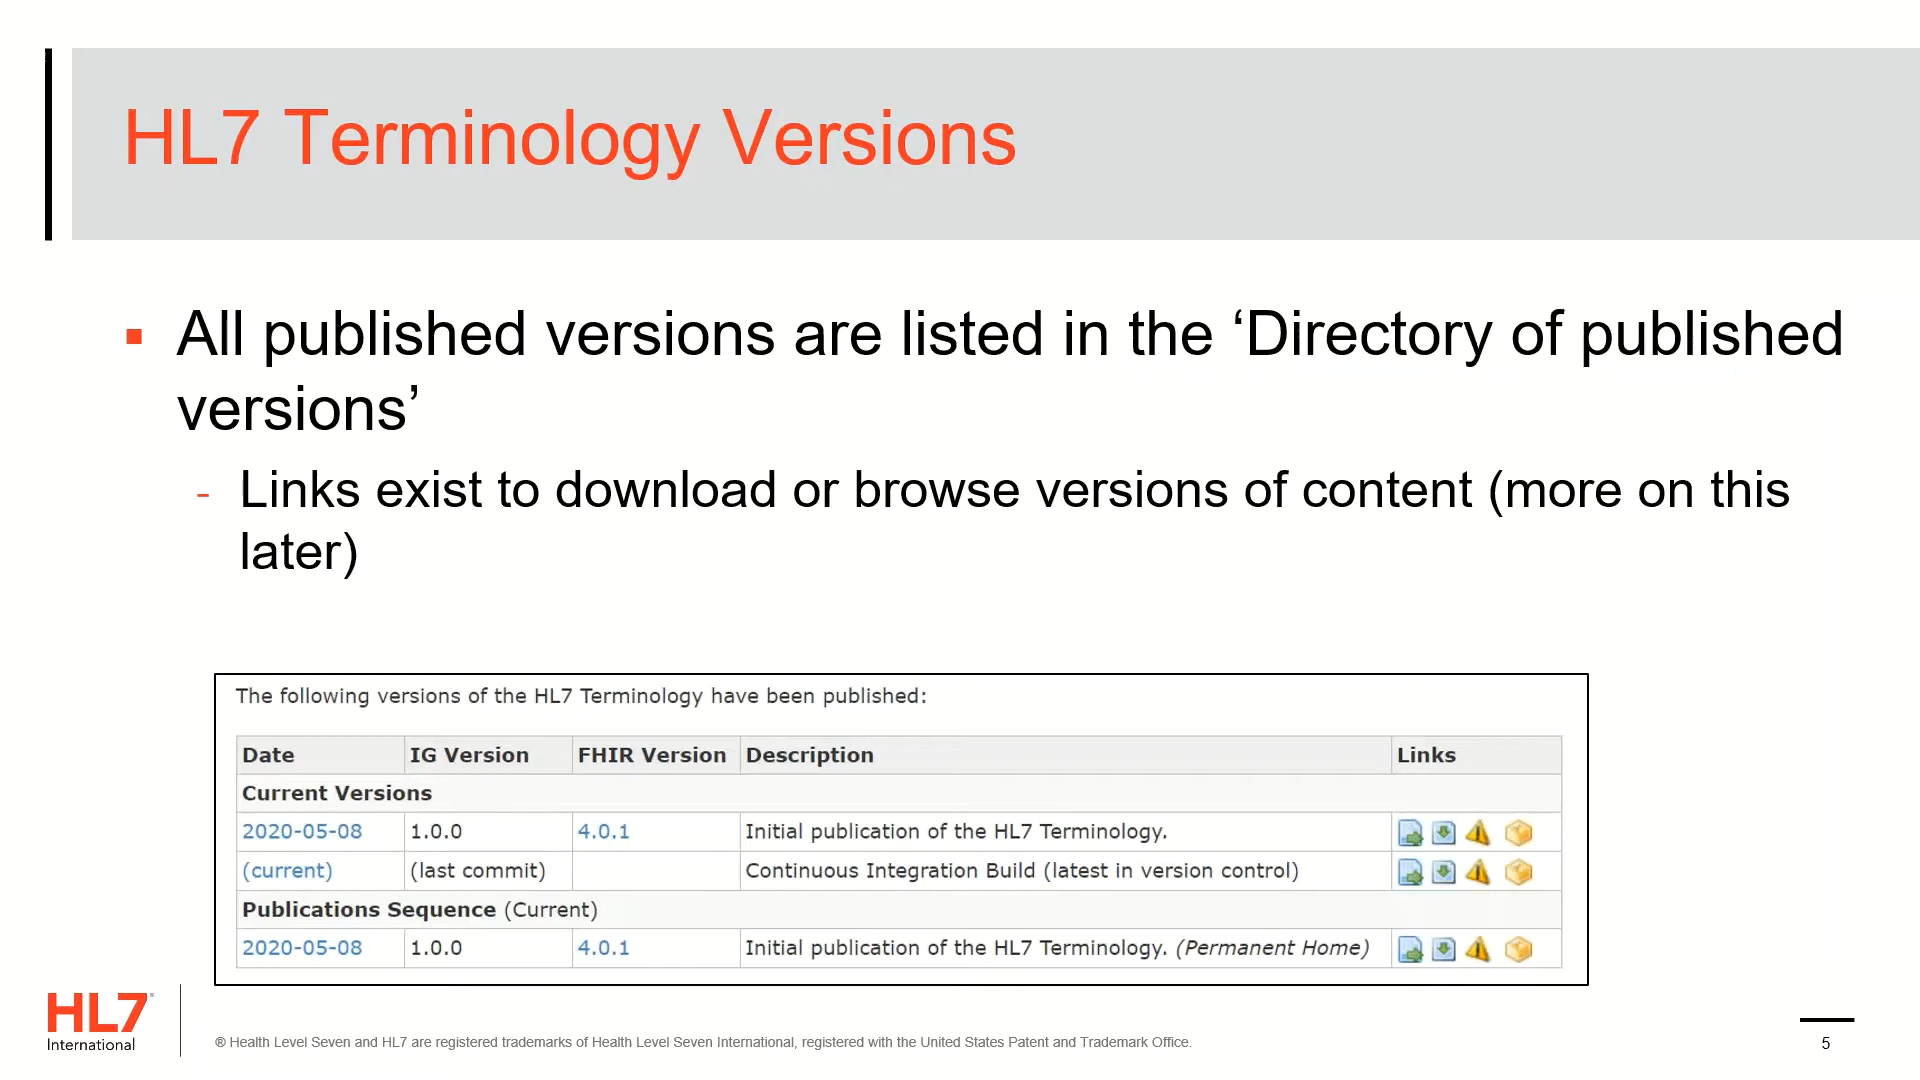 HL7 Terminology Versions
▪ All published versions are listed in the ‘Directory of published
versions’
- Links exist to download or browse versions of content (more on this
later)
The following versions of the HL7 Terminology have been published:
Date IG Version FHIR Version Description Links
Current Versions
2020-05-08 1.0.0 4.0.1 Initial publication of the HL7 Terminology.
(current) (last commit) Continuous Integration Build (latest in version control)
Publications Sequence (Current)
2020-05-08 1.0.0 4.0.1 Initial publication of the HL7 Terminology. (Permanent Home)
HL7®
International
® Health Level Seven and HL7 are registered trademarks of Health Level Seven International, registered with the United States Patent and Trademark Office.
5